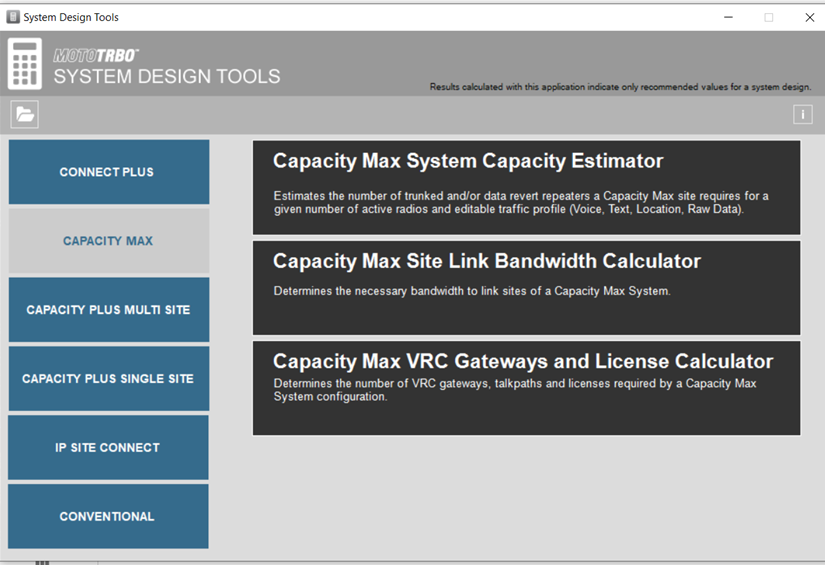 System Design Tools
MOTOTRBO™
SYSTEM DESIGN TOOLS
Results calculated with this application indicate only recommended values for a system design.
i
CONNECT PLUS
CAPACITY MAX
CAPACITY PLUS MULTI SITE
CAPACITY PLUS SINGLE SITE
IP SITE CONNECT
CONVENTIONAL
Capacity Max System Capacity Estimator
Estimates the number of trunked and/or data revert repeaters a Capacity Max site requires for a
given number of active radios and editable traffic profile (Voice, Text, Location, Raw Data).
Capacity Max Site Link Bandwidth Calculator
Determines the necessary bandwidth to link sites of a Capacity Max System.
Capacity Max VRC Gateways and License Calculator
Determines the number of VRC gateways, talkpaths and licenses required by a Capacity Max
System configuration.